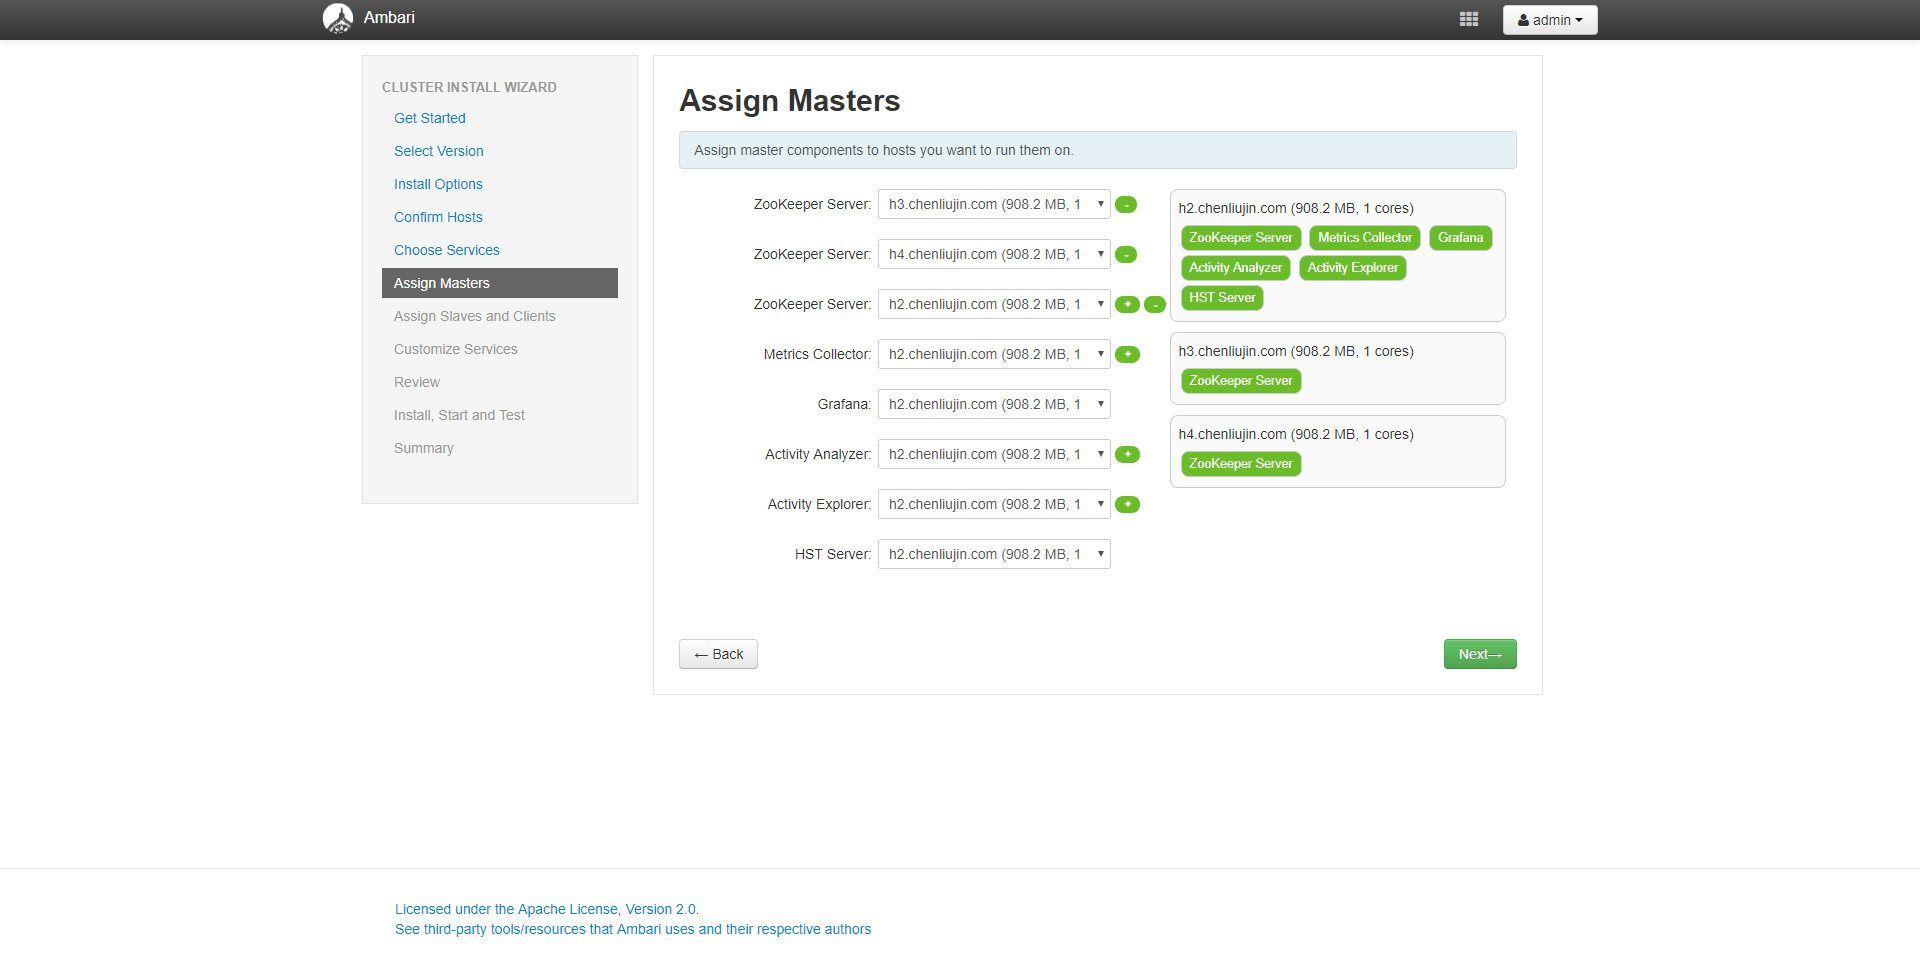 Ambari
admin
CLUSTER INSTALL WIZARD
Get Started
Select Version
Install Options
Confirm Hosts
Choose Services
Assign Masters
Assign Slaves and Clients
Customize Services
Review
Install, Start and Test
Summary
Assign Masters
Assign master components to hosts you want to run them on.
ZooKeeper Server: h3.chenliujin.com (908.2 MB, 1 -
ZooKeeper Server: h4.chenliujin.com (908.2 MB, 1 -
ZooKeeper Server: h2.chenliujin.com (908.2 MB, 1 + -
Metrics Collector: h2.chenliujin.com (908.2 MB, 1 +
Grafana: h2.chenliujin.com (908.2 MB, 1
Activity Analyzer: h2.chenliujin.com (908.2 MB, 1 +
Activity Explorer: h2.chenliujin.com (908.2 MB, 1 +
HST Server: h2.chenliujin.com (908.2 MB, 1
h2.chenliujin.com (908.2 MB, 1 cores)
ZooKeeper Server Metrics Collector Grafana
Activity Analyzer Activity Explorer
HST Server
h3.chenliujin.com (908.2 MB, 1 cores)
ZooKeeper Server
h4.chenliujin.com (908.2 MB, 1 cores)
ZooKeeper Server
← Back
Next→
Licensed under the Apache License, Version 2.0.
See third-party tools/resources that Ambari uses and their respective authors